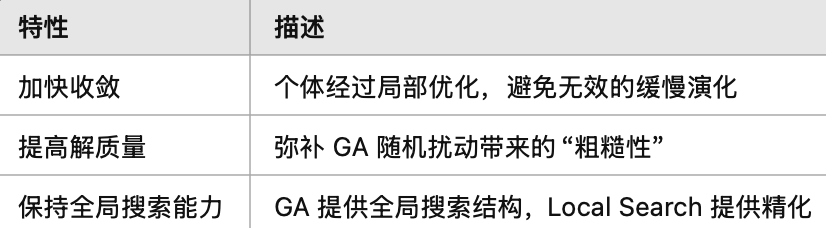 特性 描述
加快收敛 个体经过局部优化，避免无效的缓慢演化
提高解质量 弥补 GA 随机扰动带来的 “粗糙性”
保持全局搜索能力 GA 提供全局搜索结构，Local Search 提供精化